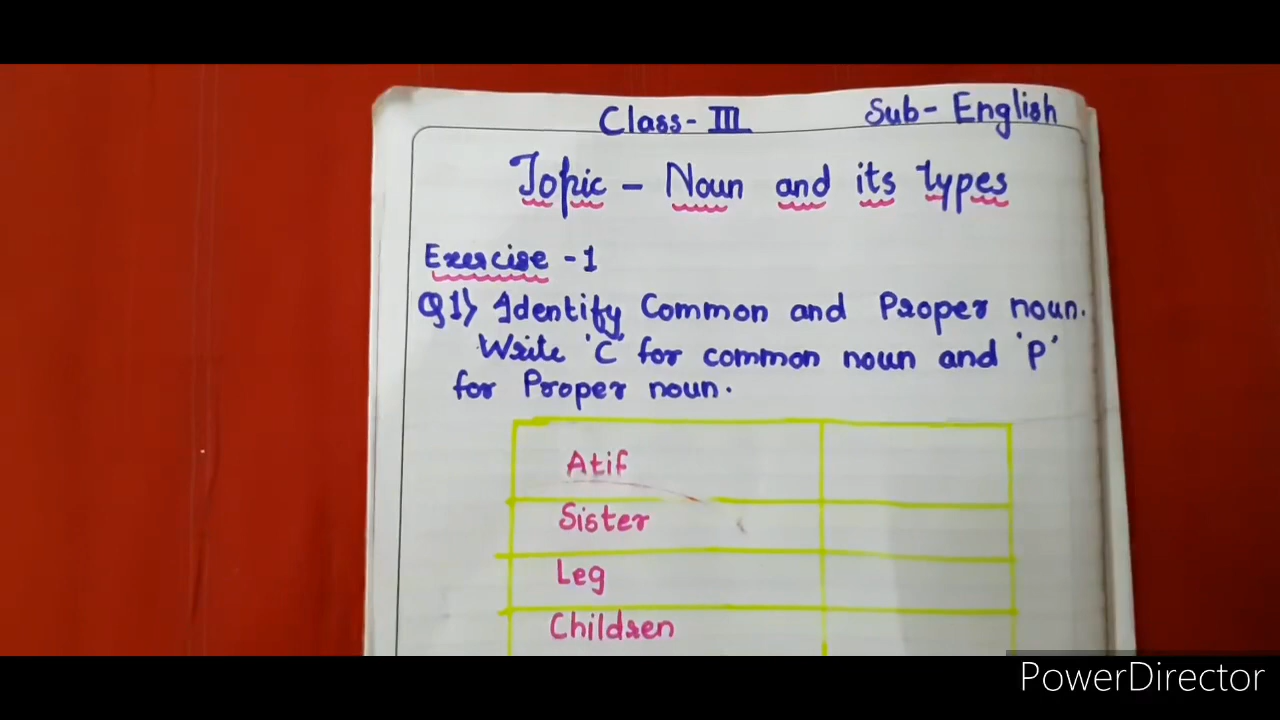 Class- III Sub- English
Topic - Noun and its types
Exercise -1
Q1) Identify Common and Proper noun.
Write 'C' for common noun and 'P'
for Proper noun.
Atif
Sister
Leg
Children
PowerDirector